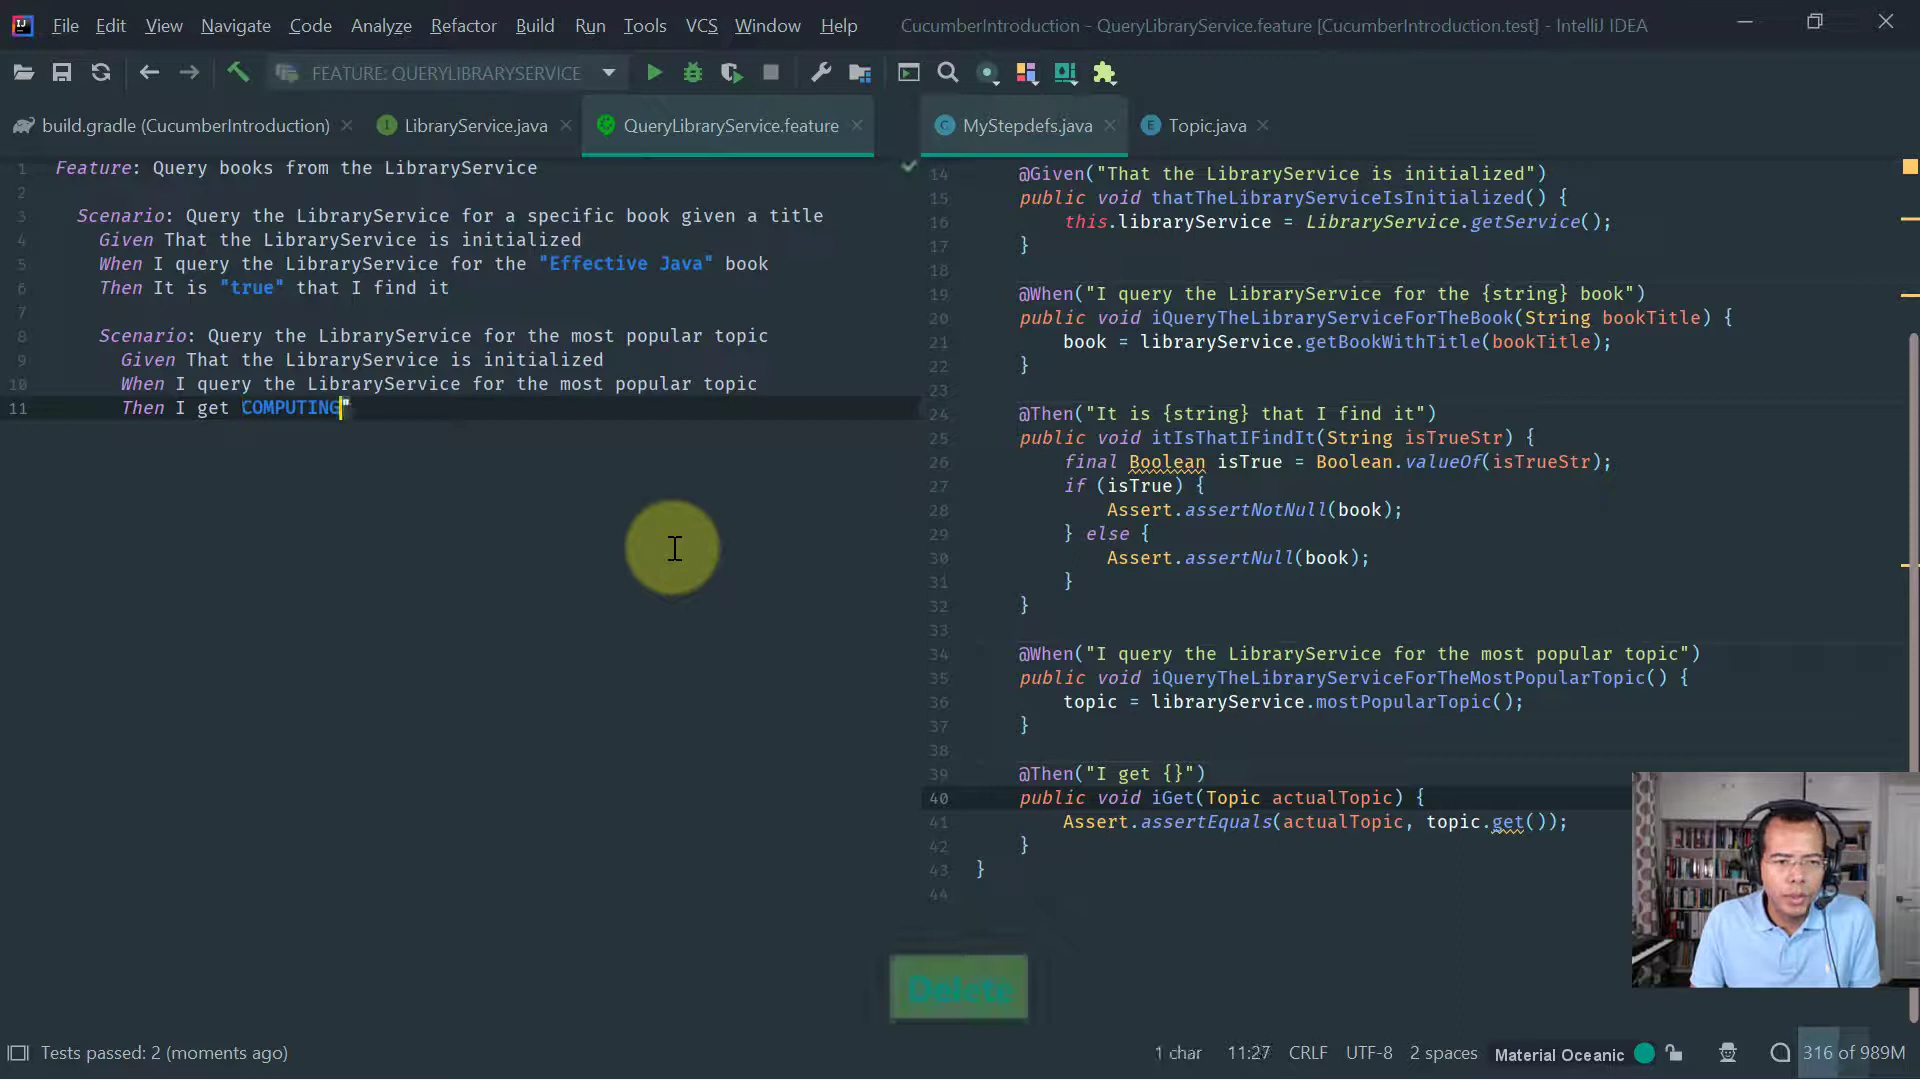 File Edit View Navigate Code Analyze Refactor Build Run Tools VCS Window Help CucumberIntroduction - QueryLibraryService.feature [CucumberIntroduction.test] - IntelliJ IDEA
FEATURE: QUERYLIBRARYSERVICE
build.gradle (CucumberIntroduction) LibraryService.java QueryLibraryService.feature MyStepdefs.java Topic.java
1 Feature: Query books from the LibraryService
2
3 Scenario: Query the LibraryService for a specific book given a title
4 Given That the LibraryService is initialized
5 When I query the LibraryService for the "Effective Java" book
6 Then It is "true" that I find it
7
8 Scenario: Query the LibraryService for the most popular topic
9 Given That the LibraryService is initialized
10 When I query the LibraryService for the most popular topic
11 Then I get COMPUTING"
14 @Given("That the LibraryService is initialized")
15 public void thatTheLibraryServiceIsInitialized() {
16 this.libraryService = LibraryService.getService();
17 }
18
19 @When("I query the LibraryService for the {string} book")
20 public void iQueryTheLibraryServiceForTheBook(String bookTitle) {
21 book = libraryService.getBookWithTitle(bookTitle);
22 }
23
24 @Then("It is {string} that I find it")
25 public void itIsThatIFindIt(String isTrueStr) {
26 final Boolean isTrue = Boolean.valueOf(isTrueStr);
27 if (isTrue) {
28 Assert.assertNotNull(book);
29 } else {
30 Assert.assertNull(book);
31 }
32 }
33
34 @When("I query the LibraryService for the most popular topic")
35 public void iQueryTheLibraryServiceForTheMostPopularTopic() {
36 topic = libraryService.mostPopularTopic();
37 }
38
39 @Then("I get {}")
40 public void iGet(Topic actualTopic) {
41 Assert.assertEquals(actualTopic, topic.get());
42 }
43 }
44
Delete
Tests passed: 2 (moments ago) 1 char 11:27 CRLF UTF-8 2 spaces Material Oceanic 316 of 989M